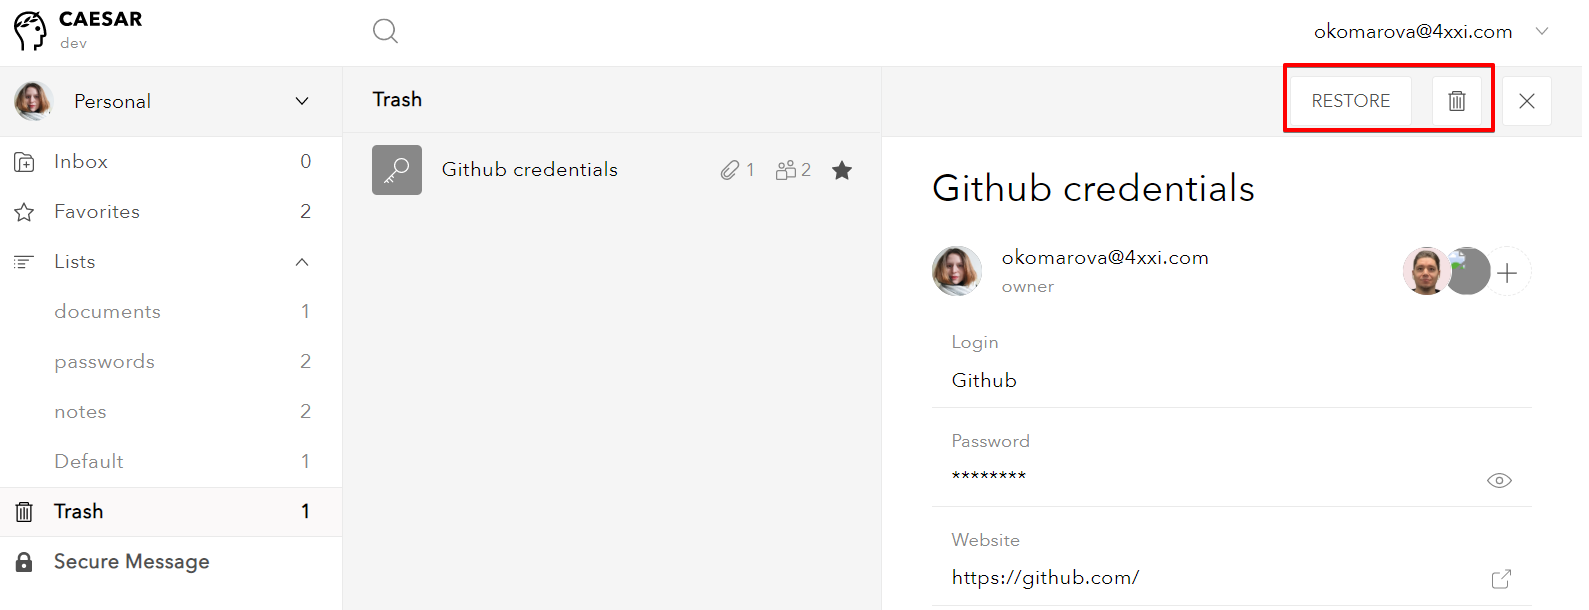 CAESAR
dev
okomarova@4xxi.com
Personal
Inbox 0
Favorites 2
Lists
documents 1
passwords 2
notes 2
Default 1
Trash 1
Secure Message
Trash
Github credentials 1 2
RESTORE
Github credentials
okomarova@4xxi.com
owner
Login
Github
Password
********
Website
https://github.com/